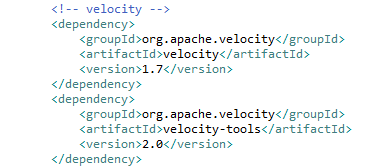 <!-- velocity -->
<dependency>
    <groupId>org.apache.velocity</groupId>
    <artifactId>velocity</artifactId>
    <version>1.7</version>
</dependency>
<dependency>
    <groupId>org.apache.velocity</groupId>
    <artifactId>velocity-tools</artifactId>
    <version>2.0</version>
</dependency>